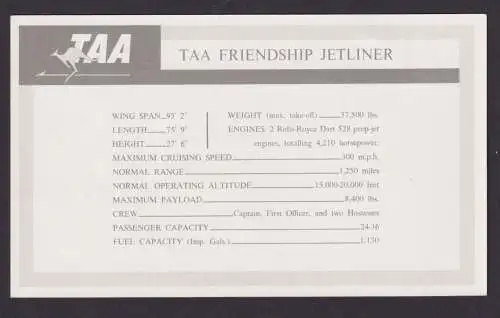 TAA
TAA FRIENDSHIP JETLINER
WING SPAN 95' 2"
LENGTH 75' 9"
HEIGHT 27' 6"
WEIGHT (max. take-off) 37,500 lbs.
ENGINES: 2 Rolls-Royce Dart 528 prop-jet
engines, totalling 4,210 horsepower.
MAXIMUM CRUISING SPEED 300 m.p.h.
NORMAL RANGE 1,250 miles
NORMAL OPERATING ALTITUDE 15,000-20,000 feet
MAXIMUM PAYLOAD 8,400 lbs.
CREW Captain, First Officer, and two Hostesses
PASSENGER CAPACITY 24-36
FUEL CAPACITY (Imp. Gals.) 1,130